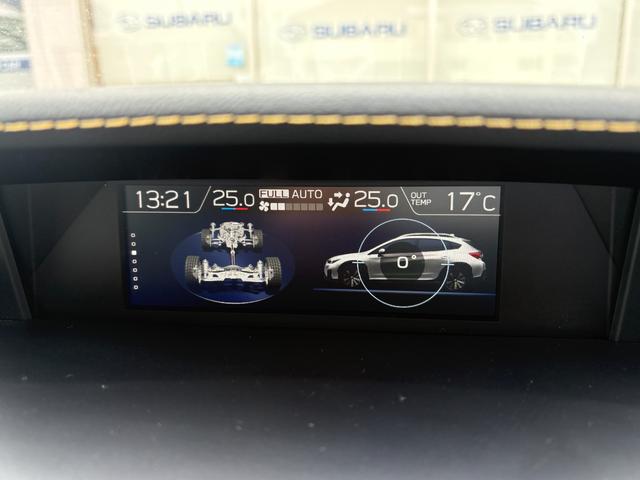 SUBARU SUBARU SUBARU
13:21 25.0 FULL AUTO 25.0 OUT TEMP 17°C
0°